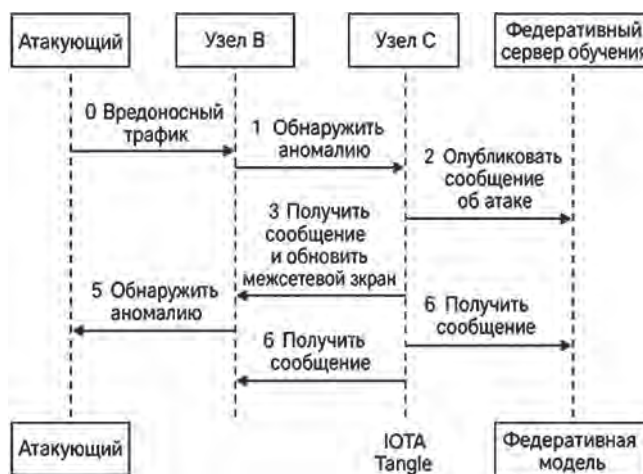 Атакующий
Узел B
Узел C
Федеративный
сервер обучения
0 Вредоносный
трафик
1 Обнаружить
аномалию
2 Опубликовать
сообщение
об атаке
3 Получить
сообщение
и обновить
межсетевой зкран
5 Обнаружить
аномалию
6 Получить
сообщение
6 Получить
сообщение
Атакующий
IOTA
Tangle
Федеративная
модель